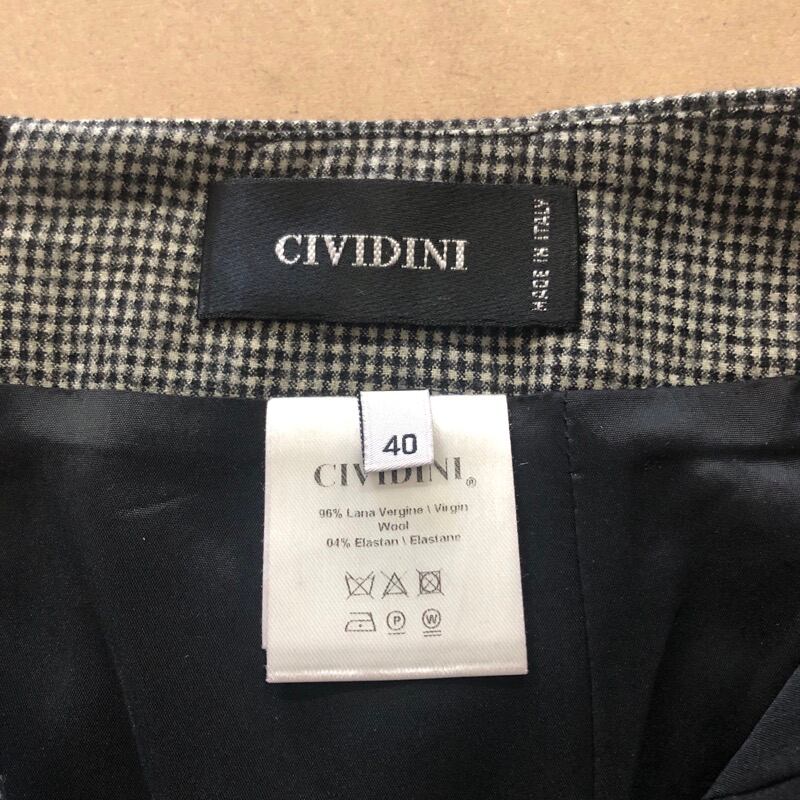 CIVIDINI
MADE IN ITALY
40
CIVIDINI®
96% Lana Vergine \ Virgin
Wool
04% Elastan \ Elastane
P
W